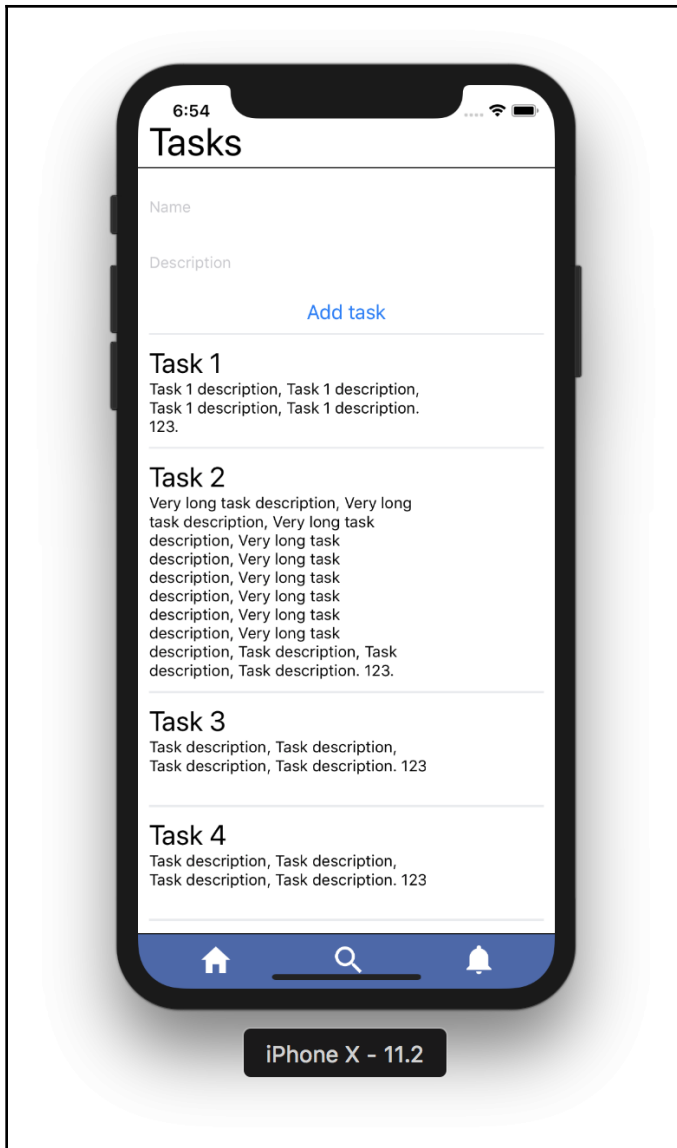 6:54
Tasks
Name
Description
Add task
Task 1
Task 1 description, Task 1 description,
Task 1 description, Task 1 description.
123.
Task 2
Very long task description, Very long
task description, Very long task
description, Very long task
description, Very long task
description, Very long task
description, Very long task
description, Very long task
description, Very long task
description, Task description, Task
description, Task description. 123.
Task 3
Task description, Task description,
Task description, Task description. 123
Task 4
Task description, Task description,
Task description, Task description. 123
iPhone X - 11.2